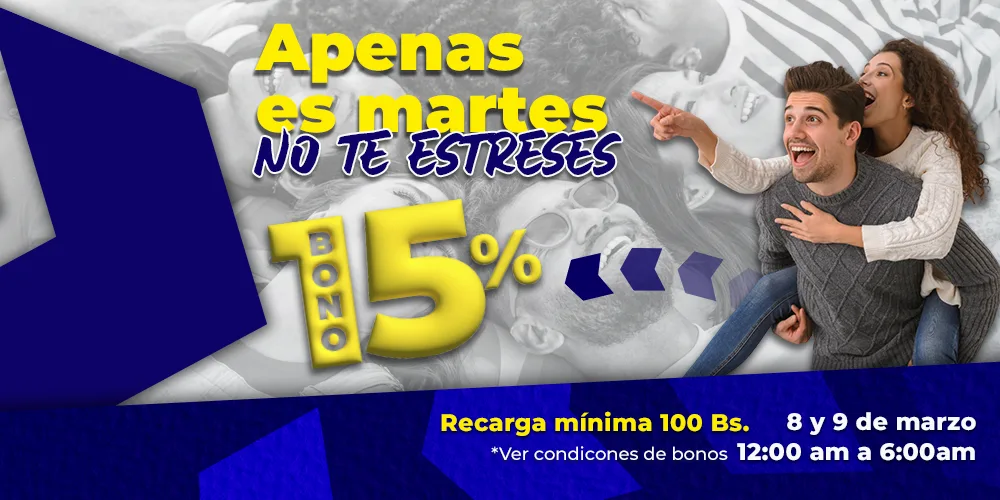 Apenas
es martes
NO TE ESTRESES
15%
BONO
Recarga mínima 100 Bs. 8 y 9 de marzo
*Ver condicones de bonos 12:00 am a 6:00am